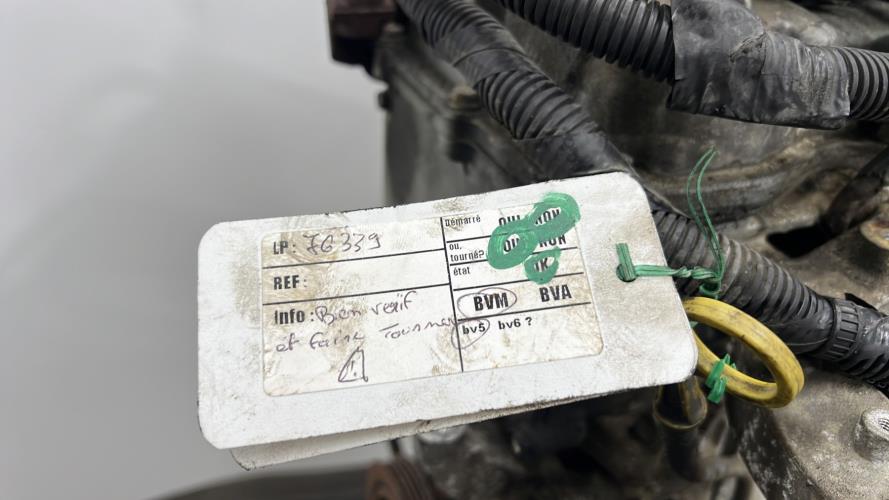 LP: 76339
REF:
Info: Bien verif
et faire Tourner
!
Démarré OUI NON
ou,
tourné? OUI NON
état OK
BVM BVA
bv5 bv6 ?